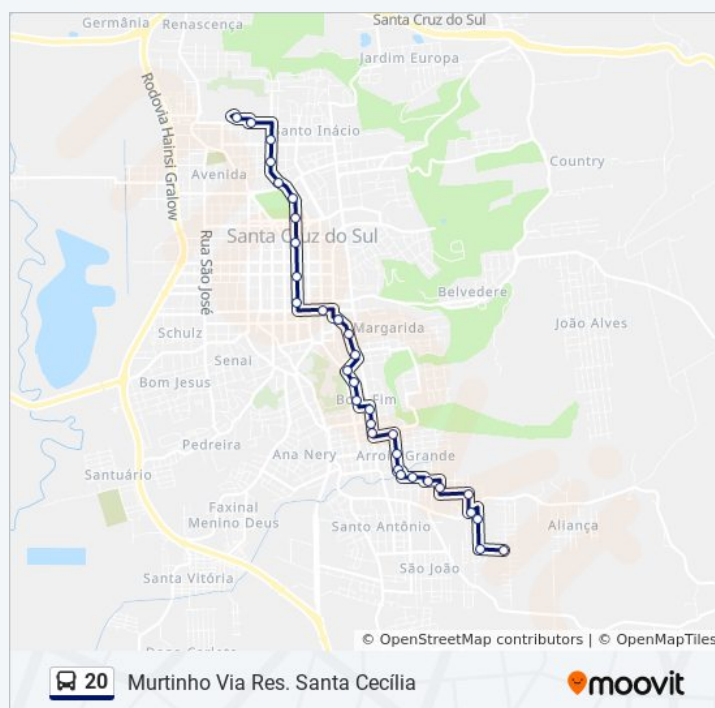 Santa Cruz do Sul
Germânia
Renascença
Jardim Europa
Rodovia Hainsi Gralow
Santo Inácio
Country
Avenida
Santa Cruz do Sul
Rua São José
Belvedere
Margarida
João Alves
Schulz
Senai
Bom Jesus
Bom Fim
Pedreira
Ana Nery
Arroio Grande
Santuário
Faxinal
Menino Deus
Santo Antônio
Aliança
São João
Santa Vitória
Dona Carlota
© OpenStreetMap contributors | © OpenMapTiles
20 Murtinho Via Res. Santa Cecília
moovit